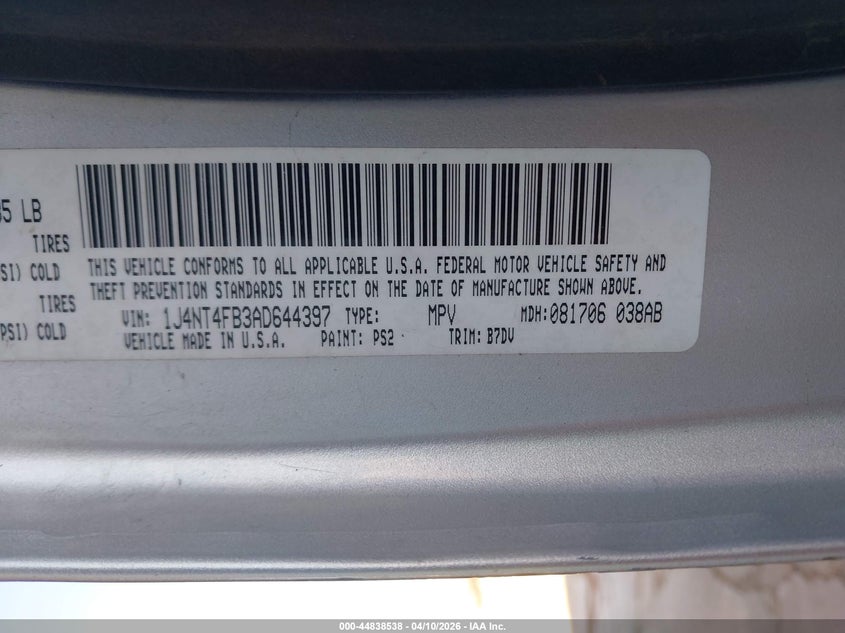 35 LB
TIRES
SI) COLD
TIRES
PSI) COLD
THIS VEHICLE CONFORMS TO ALL APPLICABLE U.S.A. FEDERAL MOTOR VEHICLE SAFETY AND
THEFT PREVENTION STANDARDS IN EFFECT ON THE DATE OF MANUFACTURE SHOWN ABOVE.
VIN: 1J4NT4FB3AD644397 TYPE: MPV MDH:081706 038AB
VEHICLE MADE IN U.S.A. PAINT: PS2 TRIM: B7DV
000-44838538 - 04/10/2026 - IAA Inc.